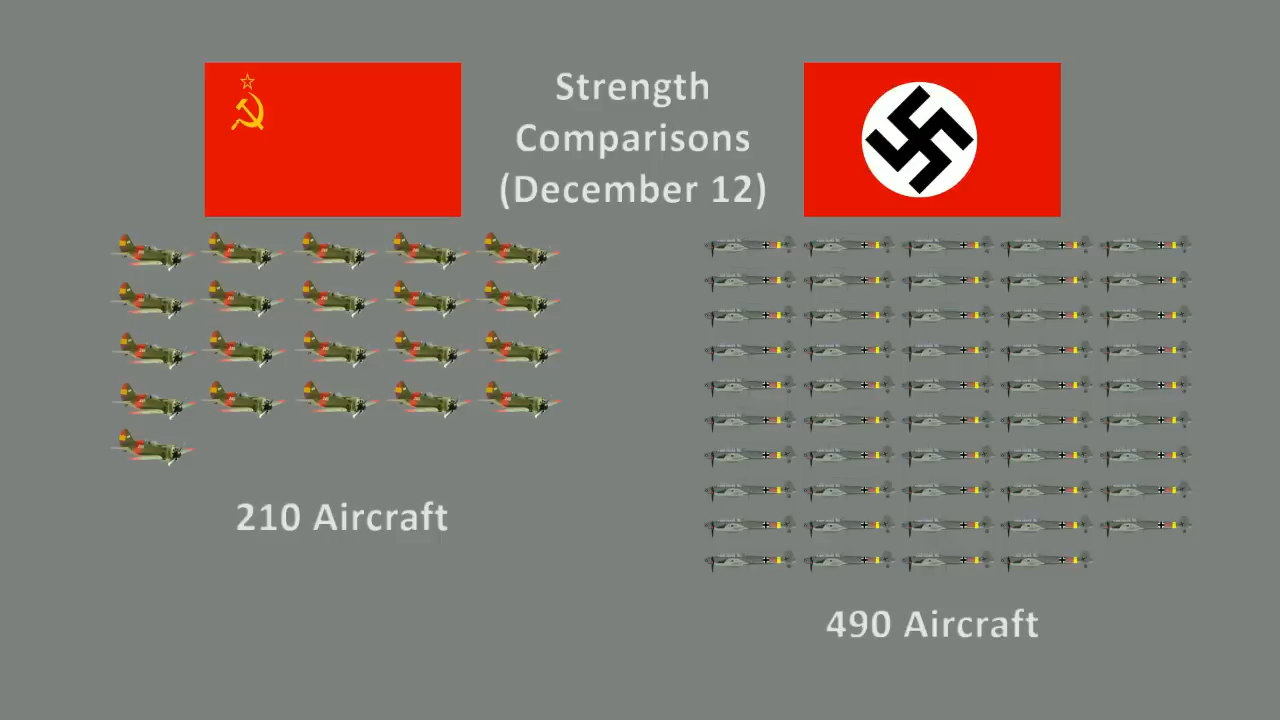 Strength
Comparisons
(December 12)
210 Aircraft
490 Aircraft